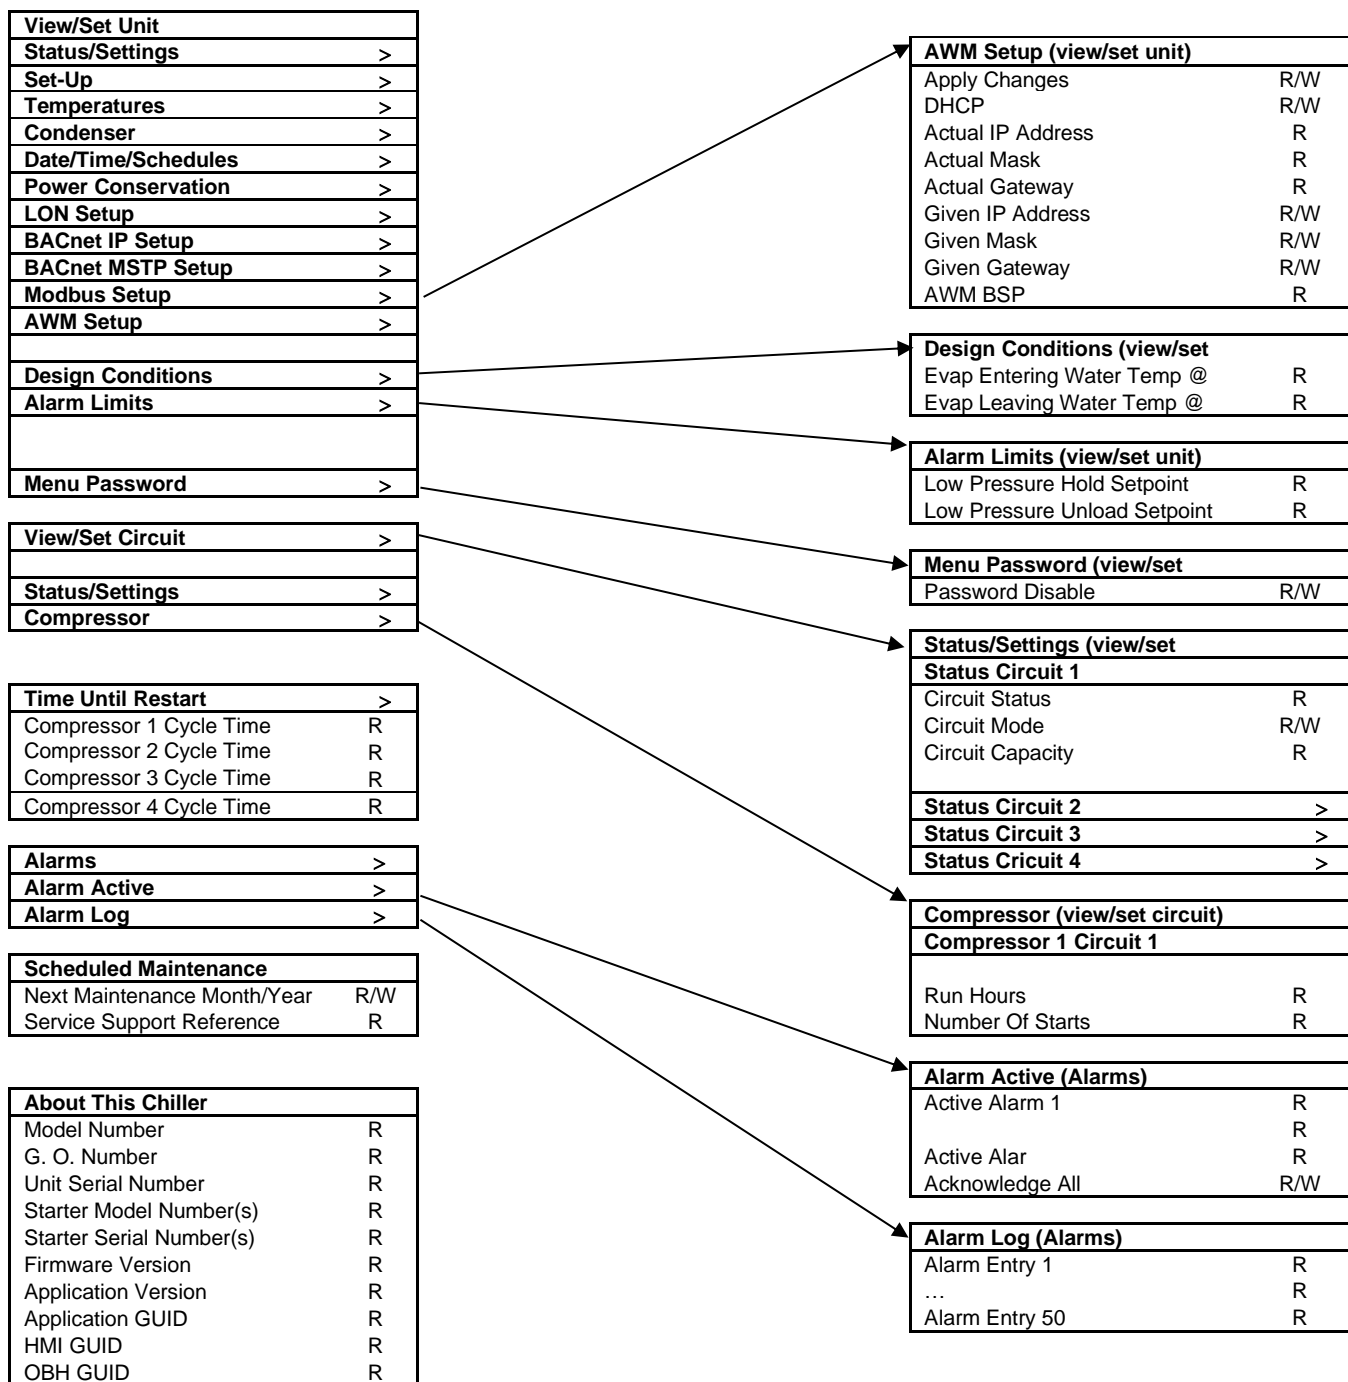 View/Set Unit
Status/Settings >
Set-Up >
Temperatures >
Condenser >
Date/Time/Schedules >
Power Conservation >
LON Setup >
BACnet IP Setup >
BACnet MSTP Setup >
Modbus Setup >
AWM Setup >
Design Conditions >
Alarm Limits >
Menu Password >
View/Set Circuit >
Status/Settings >
Compressor >
Time Until Restart >
Compressor 1 Cycle Time R
Compressor 2 Cycle Time R
Compressor 3 Cycle Time R
Compressor 4 Cycle Time R
Alarms >
Alarm Active >
Alarm Log >
Scheduled Maintenance
Next Maintenance Month/Year R/W
Service Support Reference R
About This Chiller
Model Number R
G. O. Number R
Unit Serial Number R
Starter Model Number(s) R
Starter Serial Number(s) R
Firmware Version R
Application Version R
Application GUID R
HMI GUID R
OBH GUID R
AWM Setup (view/set unit)
Apply Changes R/W
DHCP R/W
Actual IP Address R
Actual Mask R
Actual Gateway R
Given IP Address R/W
Given Mask R/W
Given Gateway R/W
AWM BSP R
Design Conditions (view/set
Evap Entering Water Temp @ R
Evap Leaving Water Temp @ R
Alarm Limits (view/set unit)
Low Pressure Hold Setpoint R
Low Pressure Unload Setpoint R
Menu Password (view/set
Password Disable R/W
Status/Settings (view/set
Status Circuit 1
Circuit Status R
Circuit Mode R/W
Circuit Capacity R
Status Circuit 2 >
Status Circuit 3 >
Status Cricuit 4 >
Compressor (view/set circuit)
Compressor 1 Circuit 1
Run Hours R
Number Of Starts R
Alarm Active (Alarms)
Active Alarm 1 R
R
Active Alar R
Acknowledge All R/W
Alarm Log (Alarms)
Alarm Entry 1 R
… R
Alarm Entry 50 R